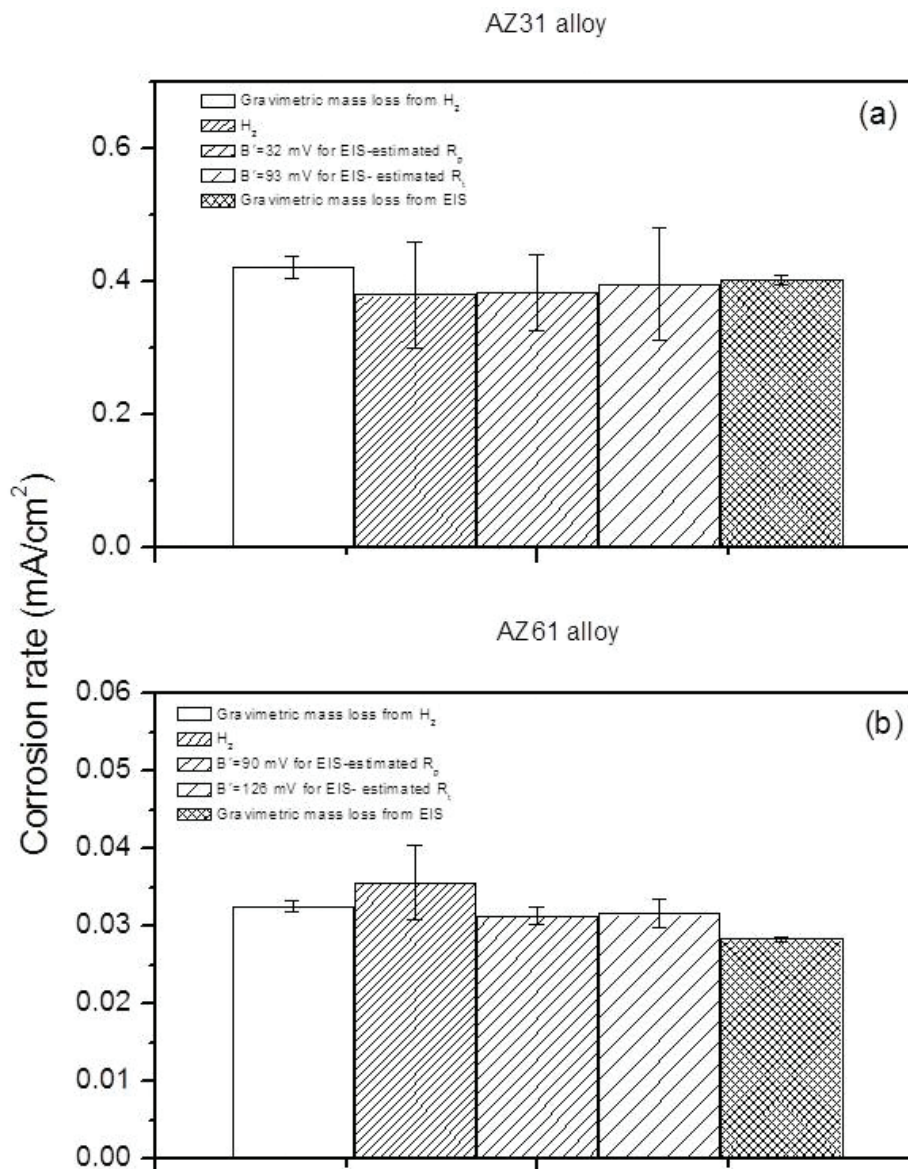 AZ31 alloy
(a)
Gravimetric mass loss from H₂
H₂
B´=32 mV for EIS-estimated Rₚ
B´=93 mV for EIS- estimated Rₜ
Gravimetric mass loss from EIS
0.6
0.4
0.2
0.0
Corrosion rate (mA/cm²)
AZ61 alloy
(b)
Gravimetric mass loss from H₂
H₂
B´=90 mV for EIS-estimated Rₚ
B´=126 mV for EIS- estimated Rₜ
Gravimetric mass loss from EIS
0.06
0.05
0.04
0.03
0.02
0.01
0.00